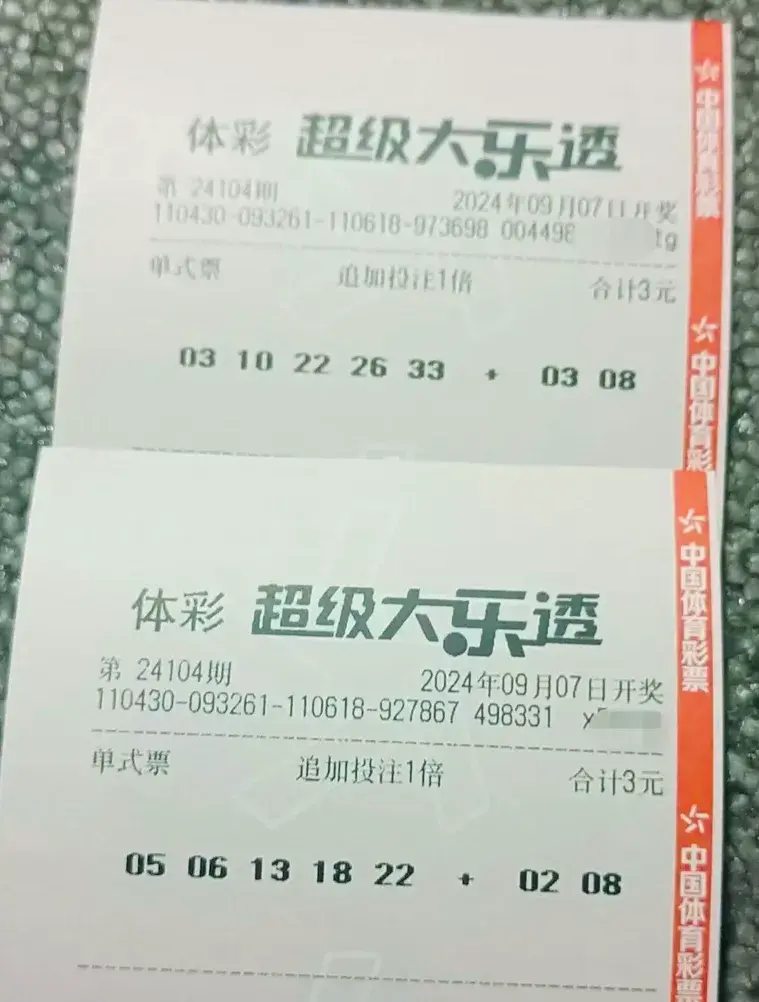 体彩 超级大乐透
第 24104期 2024年09月07日开奖
110430-093261-110618-973698 004498 tg
单式票 追加投注1倍 合计3元
03 10 22 26 33 + 03 08
中国体育彩票
中国体育彩
体彩 超级大乐透
第 24104期 2024年09月07日开奖
110430-093261-110618-927867 498331
单式票 追加投注1倍 合计3元
05 06 13 18 22 + 02 08
中国体育彩票
中国体育彩票